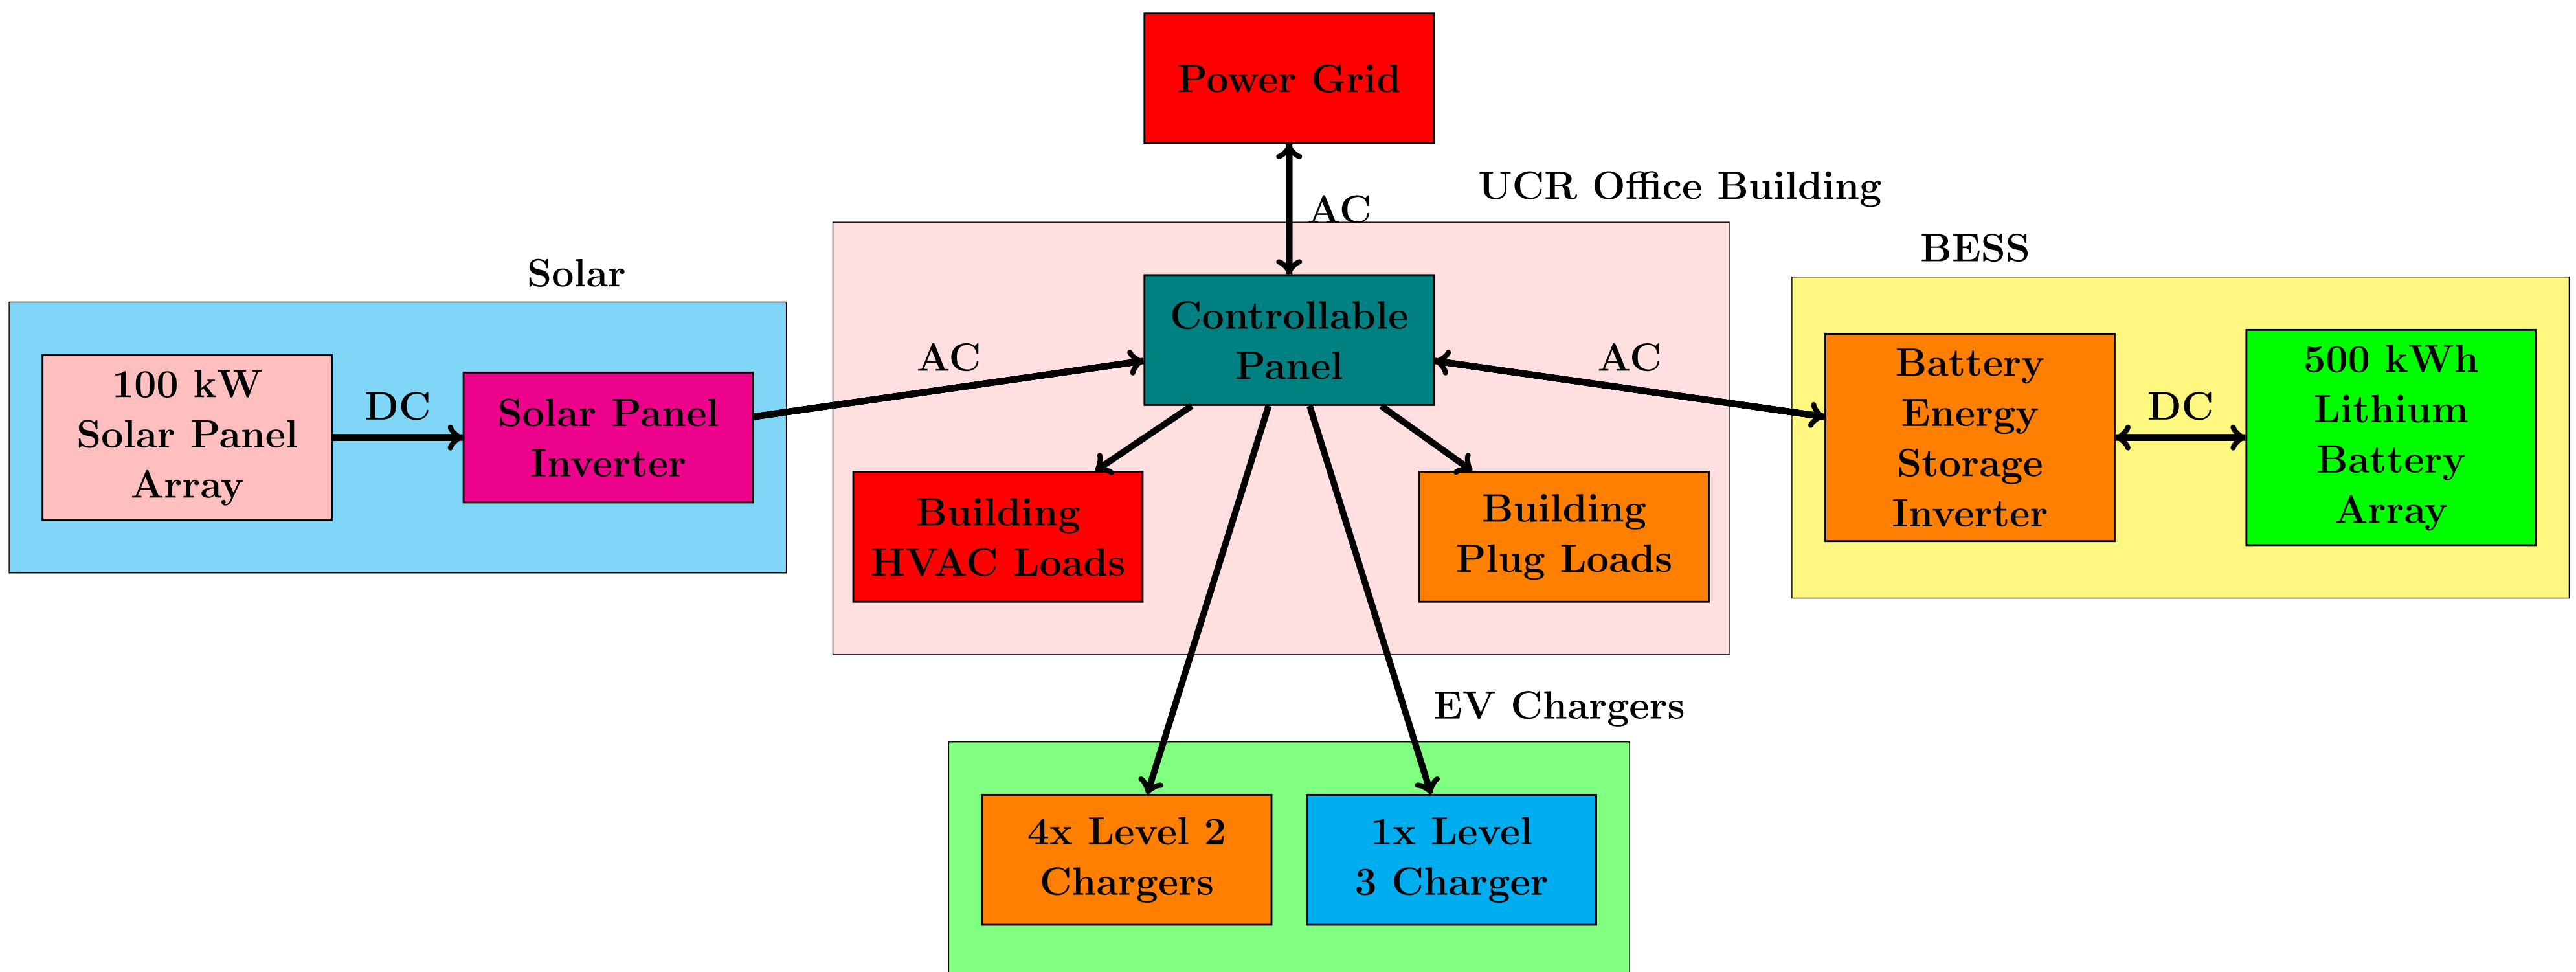 Power Grid
UCR Office Building
AC
BESS
Solar
Controllable
Panel
AC
AC
100 kW
Solar Panel
Array
DC
Solar Panel
Inverter
Battery
Energy
Storage
Inverter
DC
500 kWh
Lithium
Battery
Array
Building
HVAC Loads
Building
Plug Loads
EV Chargers
4x Level 2
Chargers
1x Level
3 Charger